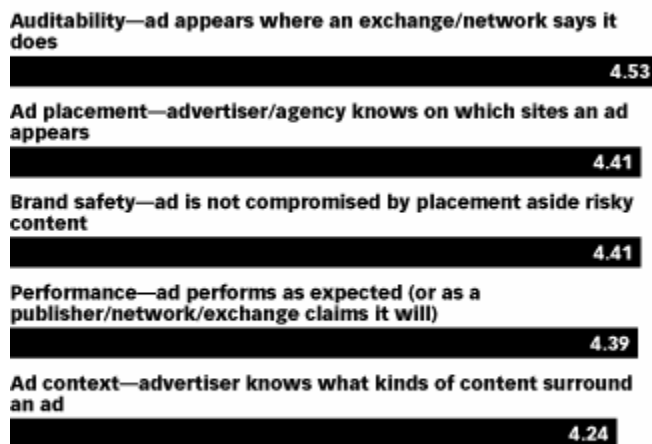 Auditability—ad appears where an exchange/network says it
does
4.53
Ad placement—advertiser/agency knows on which sites an ad
appears
4.41
Brand safety—ad is not compromised by placement aside risky
content
4.41
Performance—ad performs as expected (or as a
publisher/network/exchange claims it will)
4.39
Ad context—advertiser knows what kinds of content surround
an ad
4.24